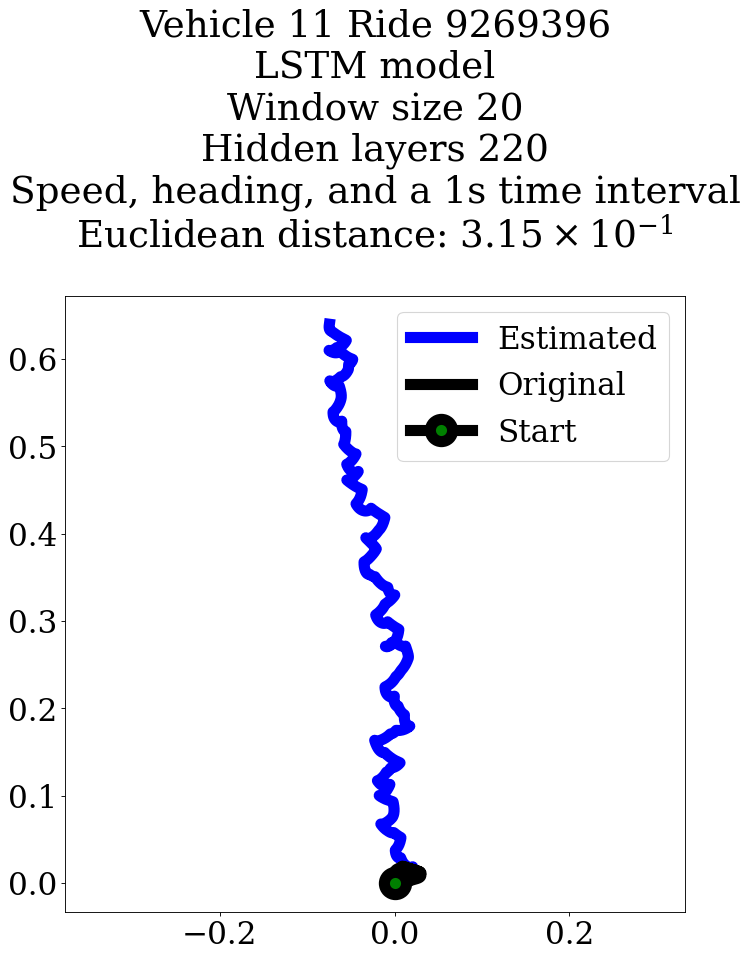 Vehicle 11 Ride 9269396
LSTM model
Window size 20
Hidden layers 220
Speed, heading, and a 1s time interval
Euclidean distance: 3.15 × 10⁻¹
Estimated
Original
Start
0.6
0.5
0.4
0.3
0.2
0.1
0.0
−0.2
0.0
0.2